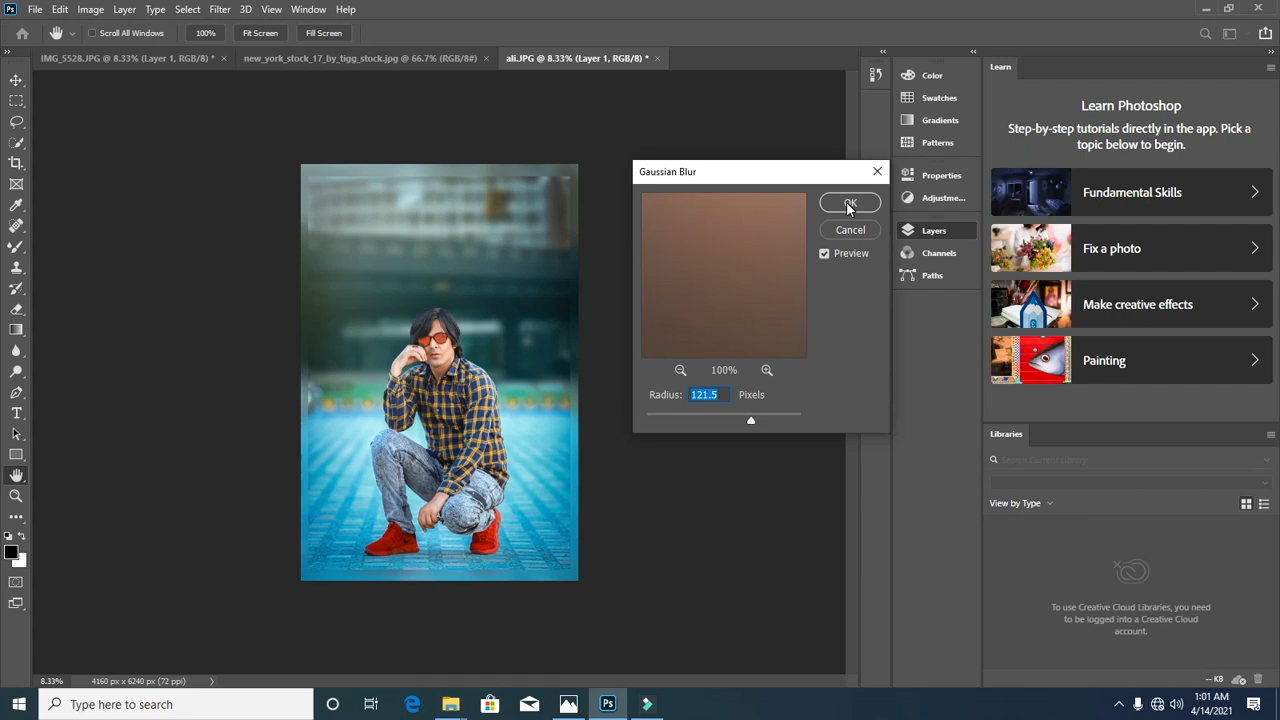 Ps File Edit Image Layer Type Select Filter 3D View Window Help
Scroll All Windows 100% Fit Screen Fill Screen
IMG_5528.JPG @ 8.33% (Layer 1, RGB/8) * × new_york_stock_17_by_tigg_stock.jpg @ 66.7% (RGB/8#) × ali.JPG @ 8.33% (Layer 1, RGB/8) * ×
Gaussian Blur
OK
Cancel
Preview
100%
Radius: 121.5 Pixels
Color
Swatches
Gradients
Patterns
Properties
Adjustme...
Layers
Channels
Paths
Learn
Learn Photoshop
Step-by-step tutorials directly in the app. Pick a
topic below to begin.
Fundamental Skills
Fix a photo
Make creative effects
Painting
Libraries
Search Current Library
View by Type
To use Creative Cloud Libraries, you need
to be logged into a Creative Cloud
account.
-- KB
8.33% 4160 px x 6240 px (72 ppi)
Type here to search
Ps
1:01 AM
4/14/2021